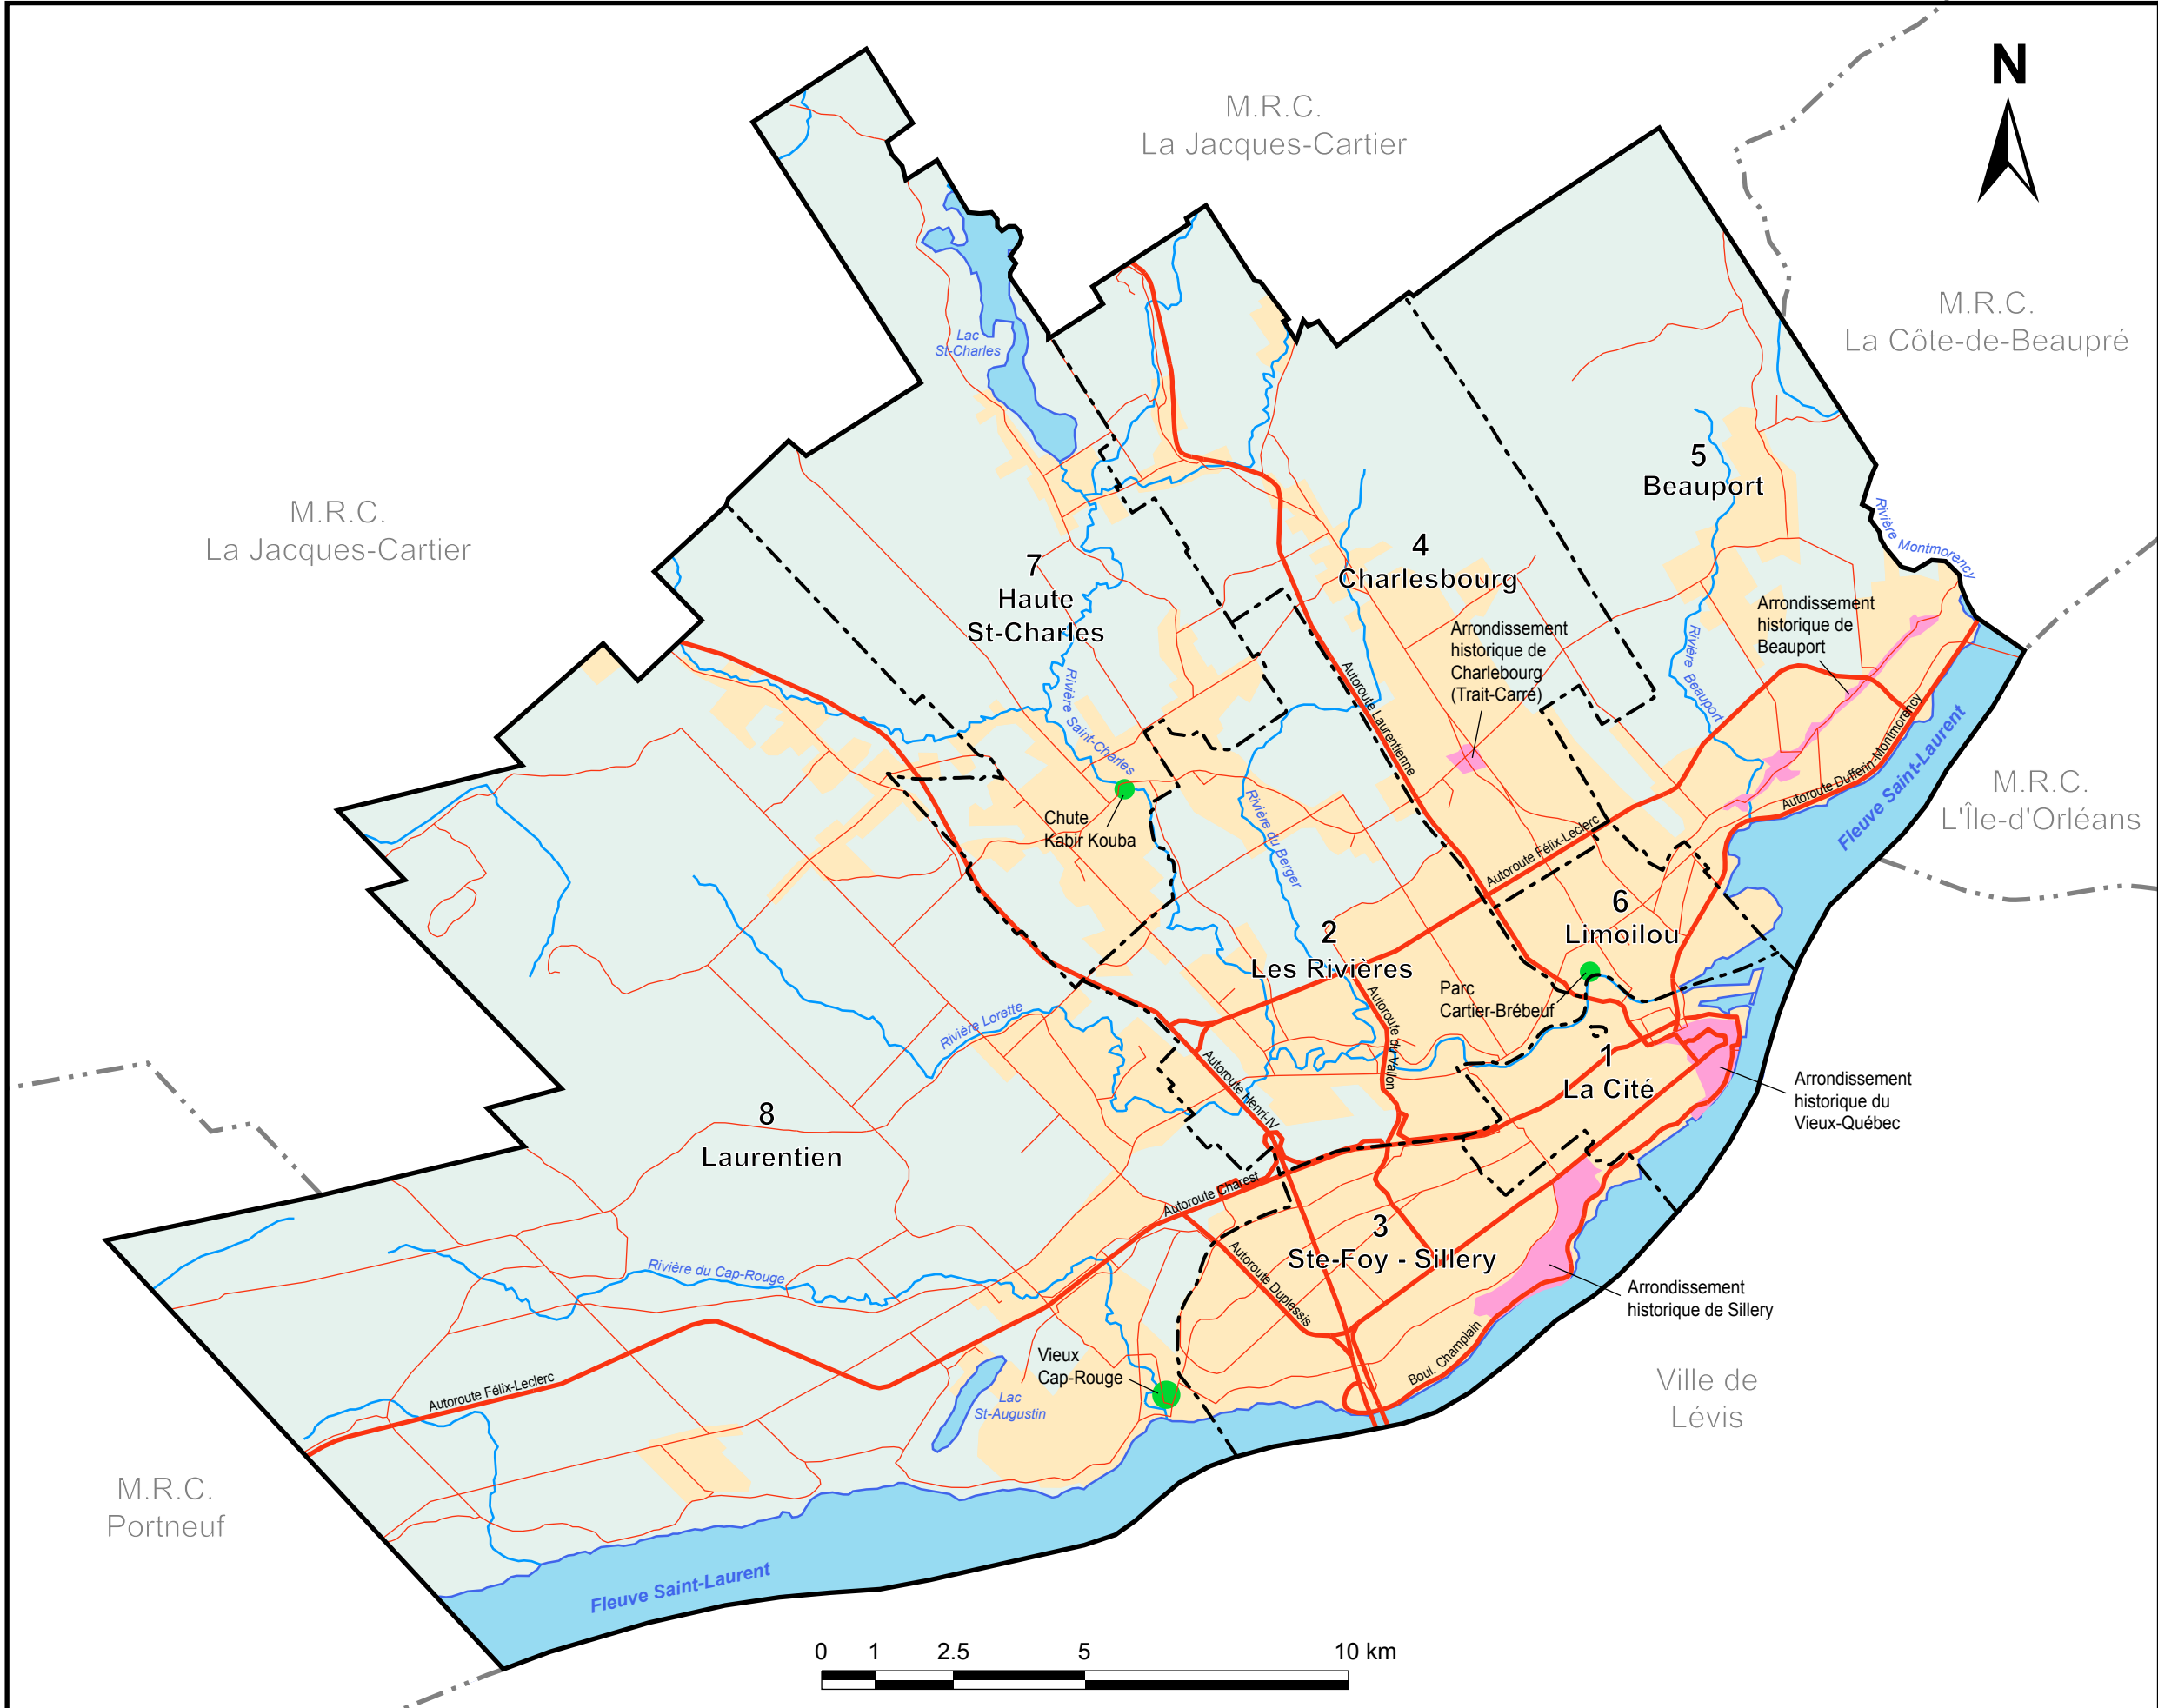 N
M.R.C.
La Jacques-Cartier
M.R.C.
La Côte-de-Beaupré
Lac
St-Charles
5
Beauport
M.R.C.
La Jacques-Cartier
Rivière Montmorency
4
Charlesbourg
7
Haute
St-Charles
Arrondissement
historique de
Beauport
Arrondissement
historique de
Charlebourg
(Trait-Carré)
Rivière Beauport
Autoroute Laurentienne
Rivière Saint-Charles
Autoroute Dufferin-Montmorency
Fleuve Saint-Laurent
M.R.C.
L'Île-d'Orléans
Chute
Kabir Kouba
Rivière du Berger
Autoroute Félix-Leclerc
6
Limoilou
2
Les Rivières
Parc
Cartier-Brébeuf
Autoroute du Vallon
Rivière Lorette
Autoroute Henri-IV
1
La Cité
Arrondissement
historique du
Vieux-Québec
8
Laurentien
Autoroute Charest
3
Ste-Foy - Sillery
Autoroute Duplessis
Rivière du Cap-Rouge
Arrondissement
historique de Sillery
Boul. Champlain
Vieux
Cap-Rouge
Autoroute Félix-Leclerc
Lac
St-Augustin
Ville de
Lévis
M.R.C.
Portneuf
Fleuve Saint-Laurent
0 1 2.5 5 10 km